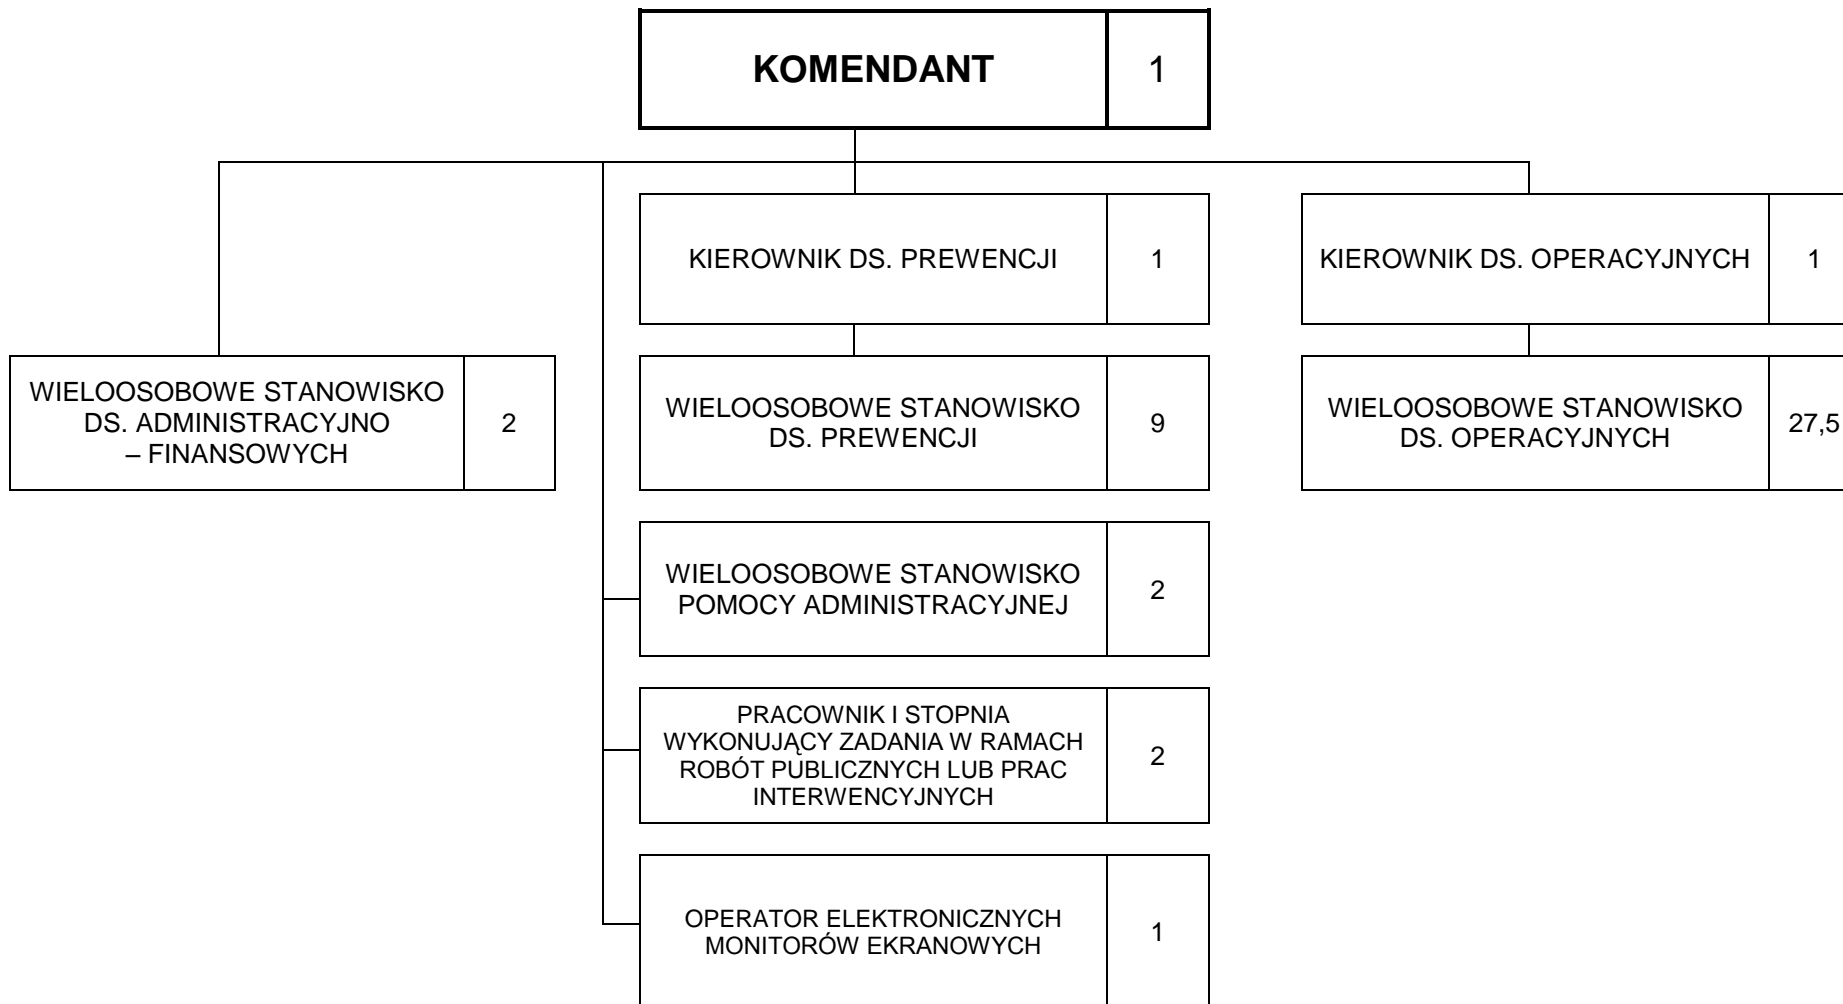 KOMENDANT
1
KIEROWNIK DS. PREWENCJI
1
KIEROWNIK DS. OPERACYJNYCH
1
WIELOOSOBOWE STANOWISKO
DS. ADMINISTRACYJNO
– FINANSOWYCH
2
WIELOOSOBOWE STANOWISKO
DS. PREWENCJI
9
WIELOOSOBOWE STANOWISKO
DS. OPERACYJNYCH
27,5
WIELOOSOBOWE STANOWISKO
POMOCY ADMINISTRACYJNEJ
2
PRACOWNIK I STOPNIA
WYKONUJĄCY ZADANIA W RAMACH
ROBÓT PUBLICZNYCH LUB PRAC
INTERWENCYJNYCH
2
OPERATOR ELEKTRONICZNYCH
MONITORÓW EKRANOWYCH
1